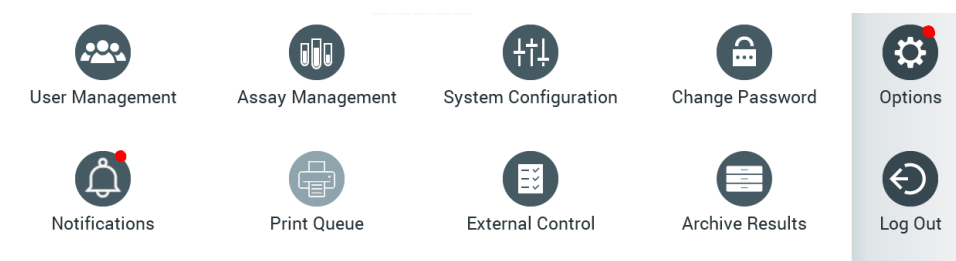 User Management
Assay Management
System Configuration
Change Password
Options
Notifications
Print Queue
External Control
Archive Results
Log Out